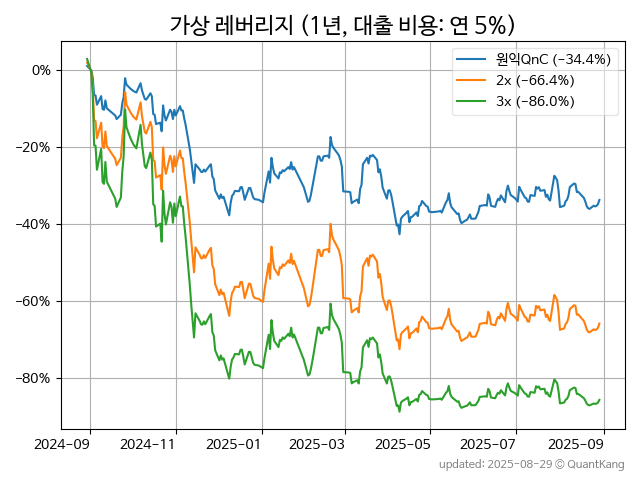 가상 레버리지 (1년, 대출 비용: 연 5%)
원익QnC (−34.4%)
2x (−66.4%)
3x (−86.0%)
0%
−20%
−40%
−60%
−80%
2024-09 2024-11 2025-01 2025-03 2025-05 2025-07 2025-09
updated: 2025-08-29 © QuantKang